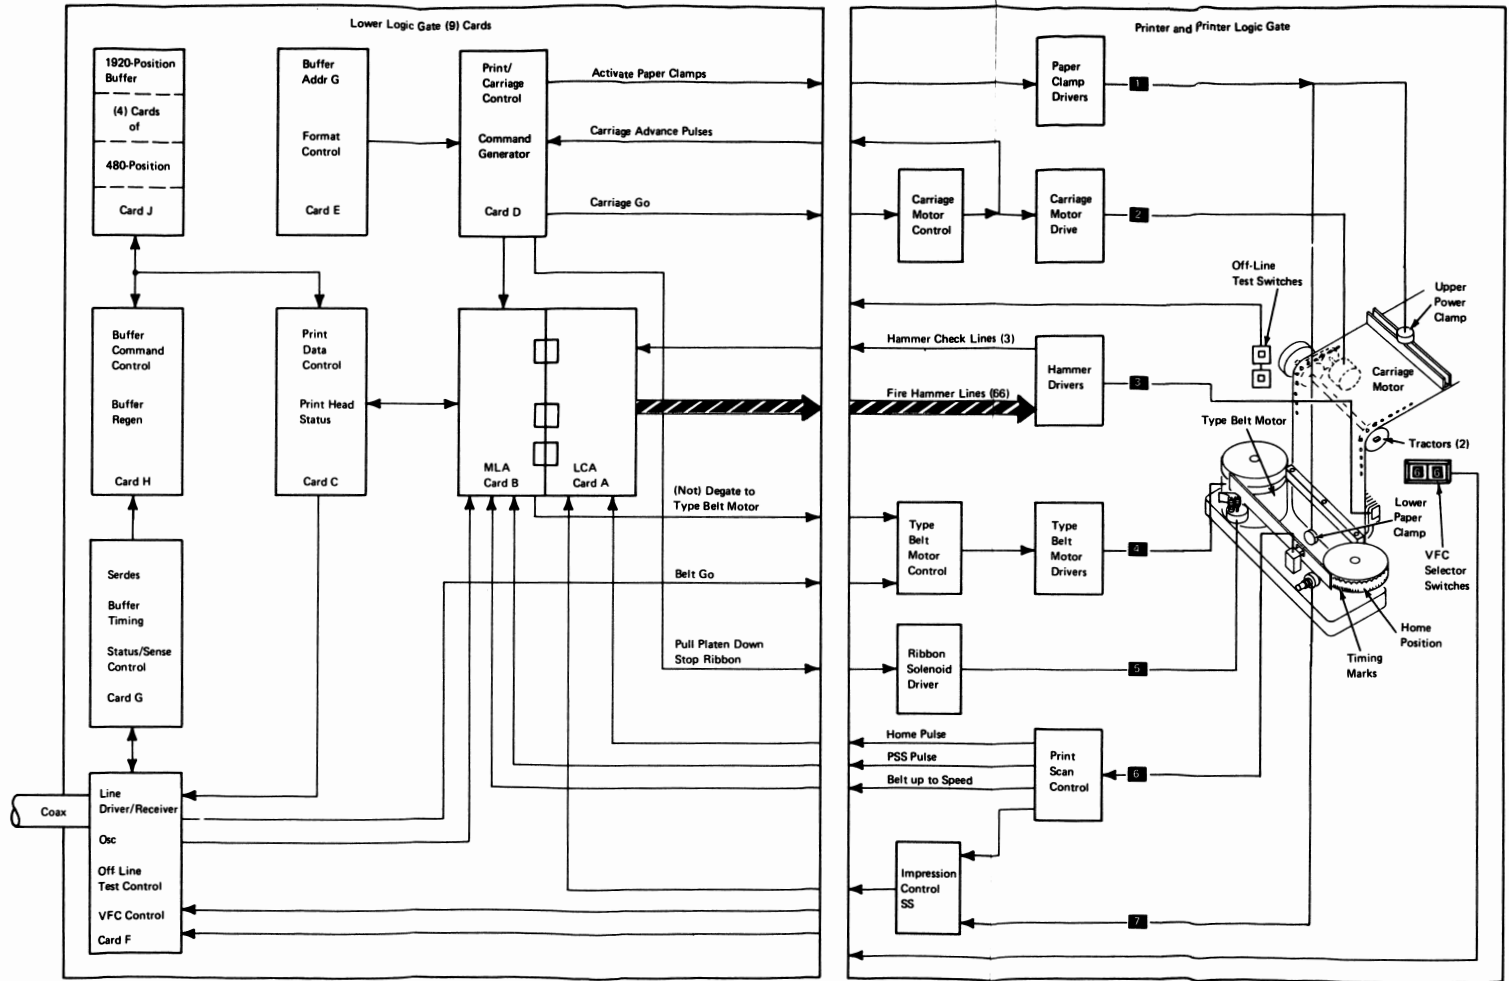 Lower Logic Gate (9) Cards
1920-Position
Buffer
(4) Cards
of
480-Position
Card J
Buffer
Addr G
Format
Control
Card E
Print/
Carriage
Control
Command
Generator
Card D
Activate Paper Clamps
Carriage Advance Pulses
Carriage Go
Buffer
Command
Control
Buffer
Regen
Card H
Print
Data
Control
Print Head
Status
Card C
MLA
Card B
LCA
Card A
(Not) Degate to
Type Belt Motor
Belt Go
Pull Platen Down
Stop Ribbon
Serdes
Buffer
Timing
Status/Sense
Control
Card G
Coax
Line
Driver/Receiver
Osc
Off Line
Test Control
VFC Control
Card F
Printer and Printer Logic Gate
Paper
Clamp
Drivers
1
Carriage
Motor
Control
Carriage
Motor
Drive
2
Off-Line
Test Switches
Upper
Power
Clamp
Hammer Check Lines (3)
Fire Hammer Lines (66)
Hammer
Drivers
3
Carriage
Motor
Type Belt Motor
Tractors (2)
Lower
Paper
Clamp
VFC
Selector
Switches
Type
Belt
Motor
Control
Type
Belt
Motor
Drivers
4
Home
Position
Timing
Marks
Ribbon
Solenoid
Driver
5
Home Pulse
PSS Pulse
Belt up to Speed
Print
Scan
Control
6
Impression
Control
SS
7